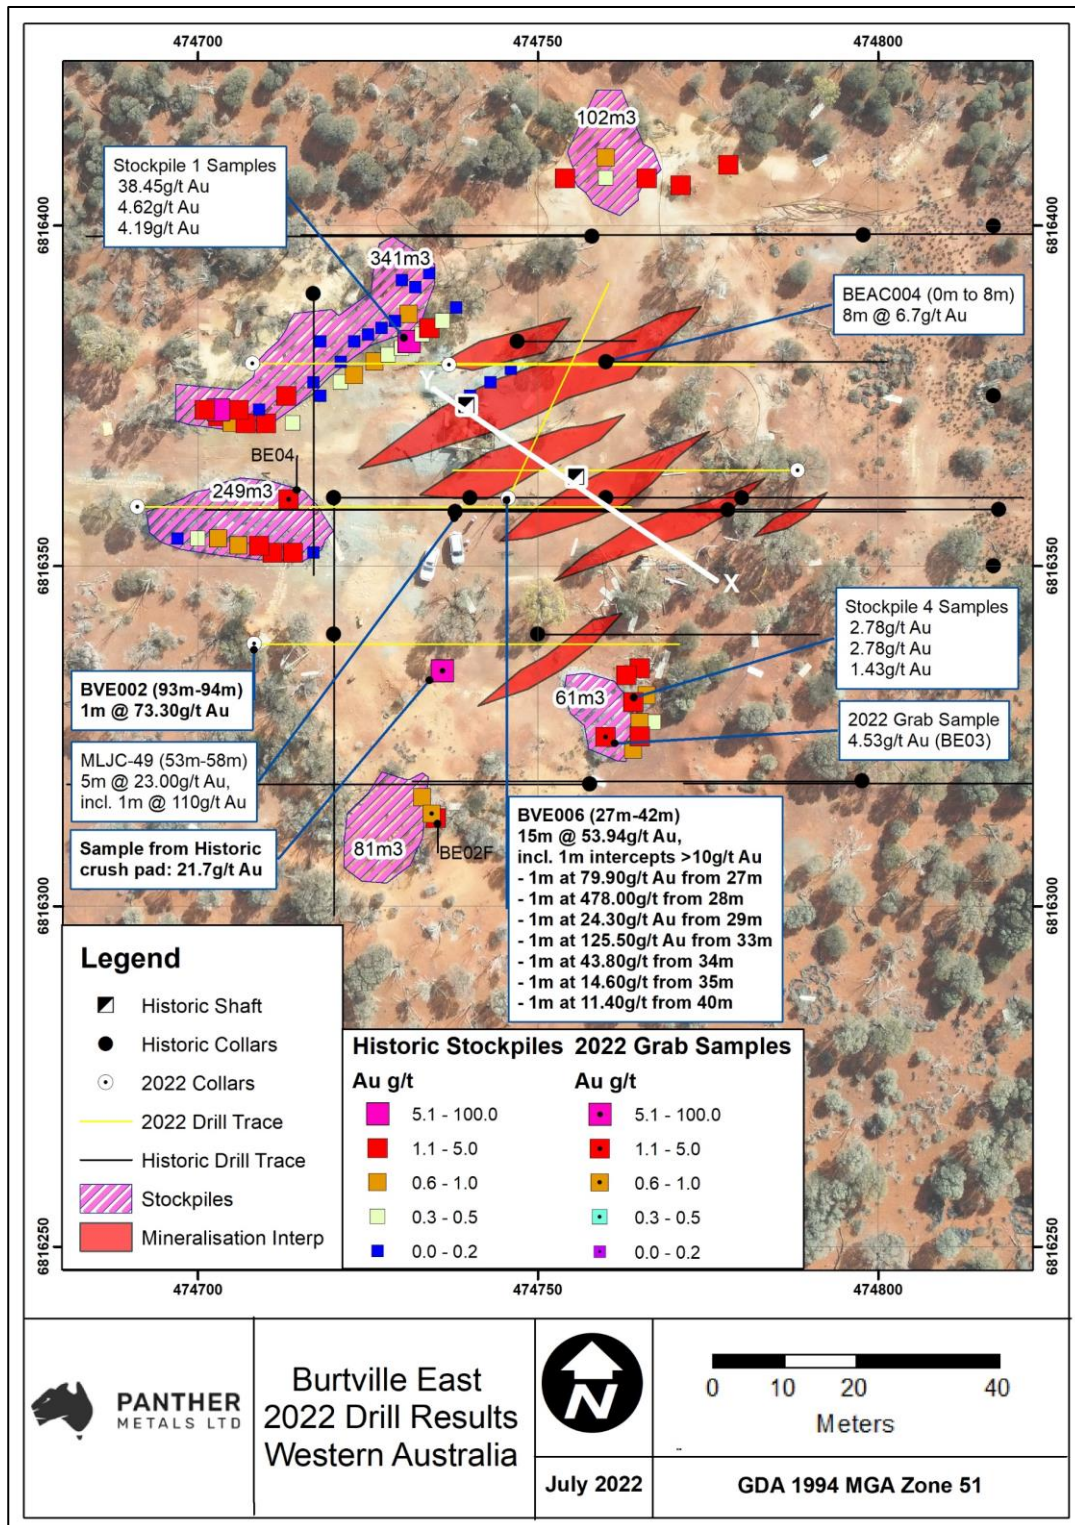 474700
474750
474800
102m3
Stockpile 1 Samples
38.45g/t Au
4.62g/t Au
4.19g/t Au
6816400
6816400
341m3
BEAC004 (0m to 8m)
8m @ 6.7g/t Au
Y
BE04
249m3
6816350
6816350
X
Stockpile 4 Samples
2.78g/t Au
2.78g/t Au
1.43g/t Au
BVE002 (93m-94m)
1m @ 73.30g/t Au
61m3
2022 Grab Sample
4.53g/t Au (BE03)
MLJC-49 (53m-58m)
5m @ 23.00g/t Au,
incl. 1m @ 110g/t Au
Sample from Historic
crush pad: 21.7g/t Au
81m3
BE02F
BVE006 (27m-42m)
15m @ 53.94g/t Au,
incl. 1m intercepts >10g/t Au
- 1m at 79.90g/t Au from 27m
- 1m at 478.00g/t from 28m
- 1m at 24.30g/t Au from 29m
- 1m at 125.50g/t Au from 33m
- 1m at 43.80g/t from 34m
- 1m at 14.60g/t from 35m
- 1m at 11.40g/t from 40m
6816300
6816300
Legend
Historic Shaft
Historic Collars
2022 Collars
2022 Drill Trace
Historic Drill Trace
Stockpiles
Mineralisation Interp
Historic Stockpiles
Au g/t
5.1 - 100.0
1.1 - 5.0
0.6 - 1.0
0.3 - 0.5
0.0 - 0.2
2022 Grab Samples
Au g/t
5.1 - 100.0
1.1 - 5.0
0.6 - 1.0
0.3 - 0.5
0.0 - 0.2
6816250
6816250
474700
474750
474800
PANTHER
METALS LTD
Burtville East
2022 Drill Results
Western Australia
N
July 2022
0 10 20 40
Meters
GDA 1994 MGA Zone 51